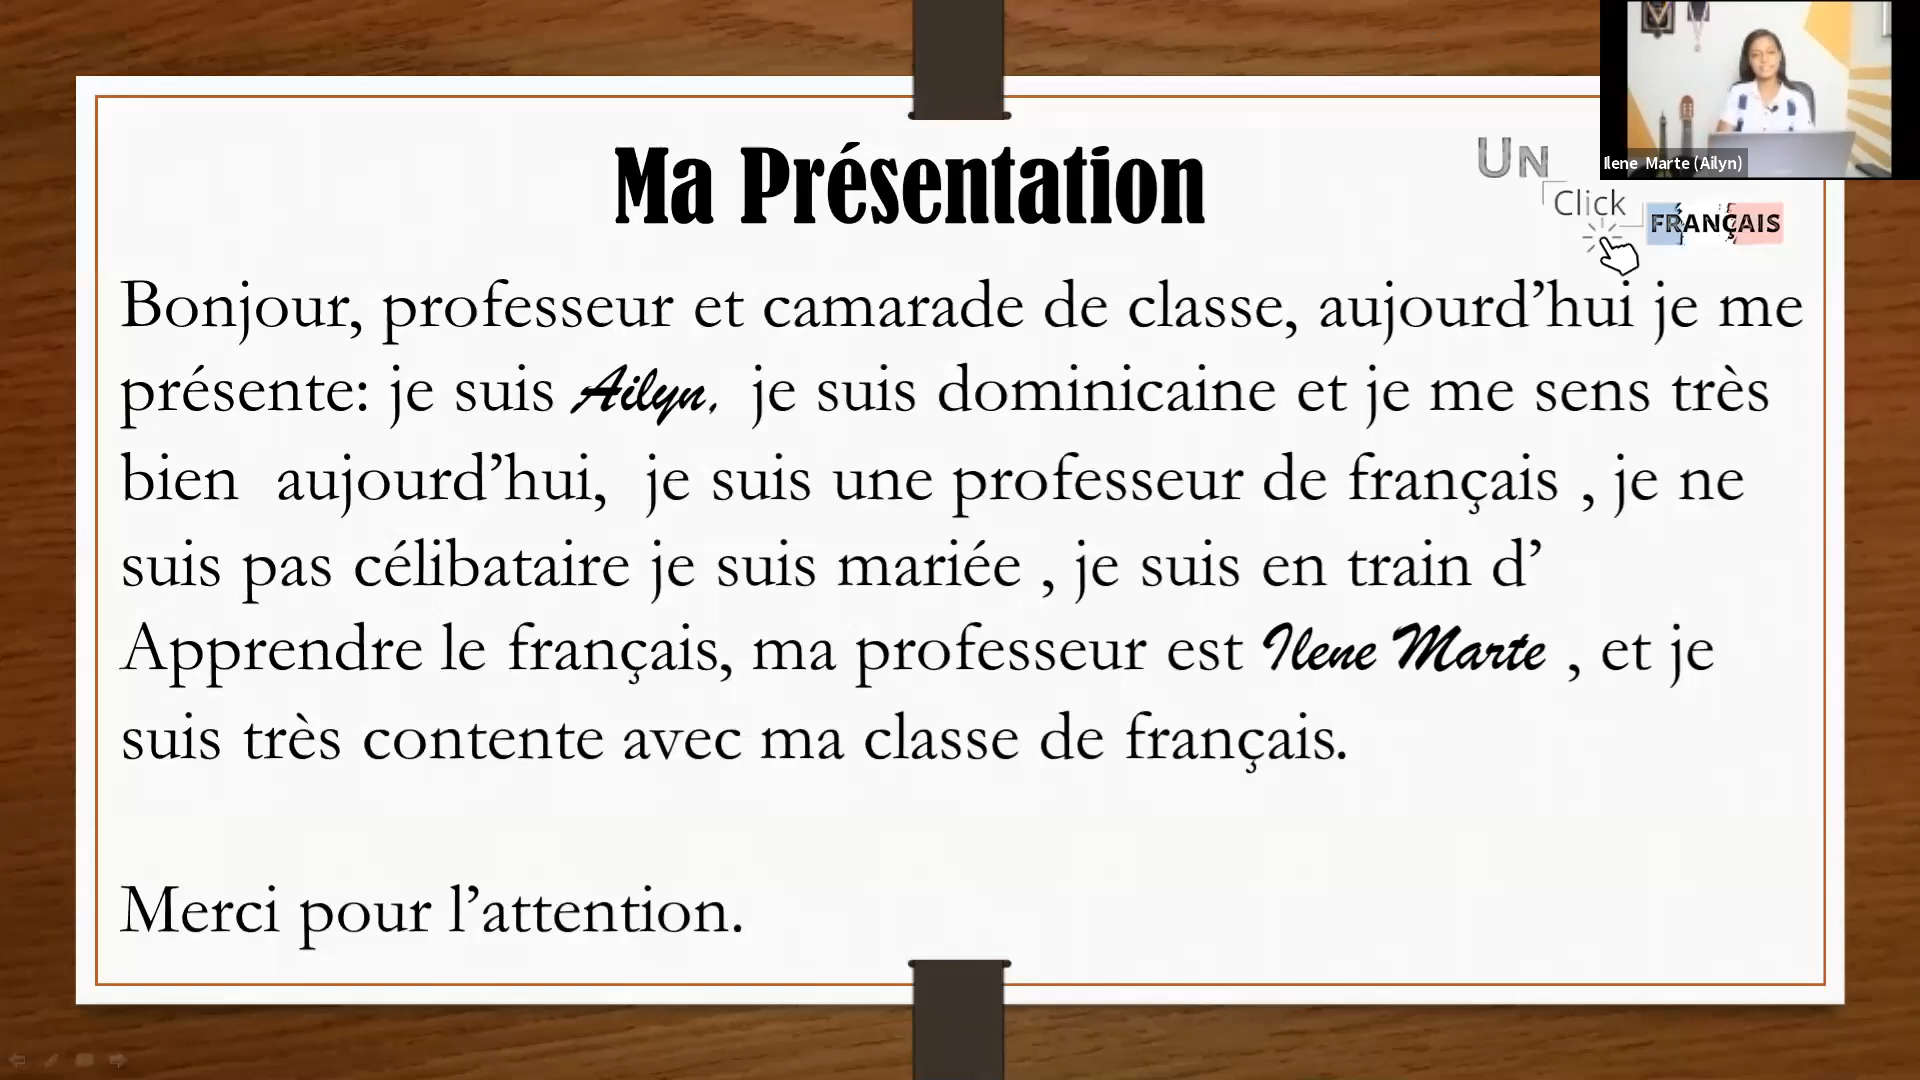 Ma Présentation
Un
Click
FRANÇAIS
Ilene Marte (Ailyn)
Bonjour, professeur et camarade de classe, aujourd’hui je me
présente: je suis Ailyn, je suis dominicaine et je me sens très
bien aujourd’hui, je suis une professeur de français , je ne
suis pas célibataire je suis mariée , je suis en train d’
Apprendre le français, ma professeur est Ilene Marte , et je
suis très contente avec ma classe de français.
Merci pour l’attention.